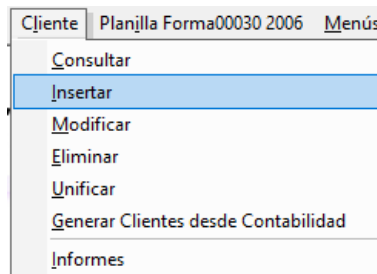 Cliente Planilla Forma00030 2006 Menús
Consultar
Insertar
Modificar
Eliminar
Unificar
Generar Clientes desde Contabilidad
Informes